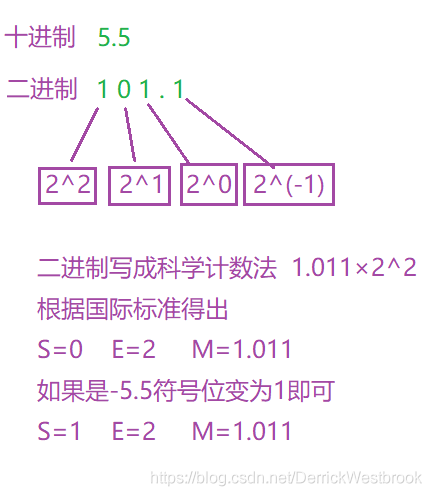 十进制 5.5
二进制 1 0 1 . 1
2^2 2^1 2^0 2^(-1)
二进制写成科学计数法 1.011×2^2
根据国际标准得出
S=0 E=2 M=1.011
如果是-5.5符号位变为1即可
S=1 E=2 M=1.011
https://blog.csdn.net/DerrickWestbrook